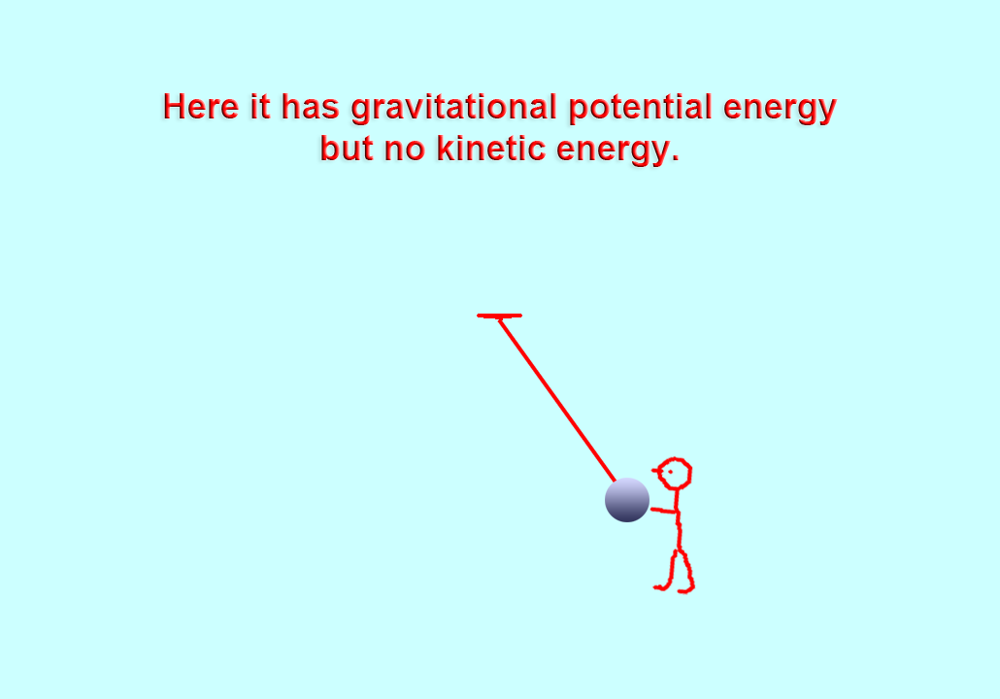 Here it has gravitational potential energy
but no kinetic energy.